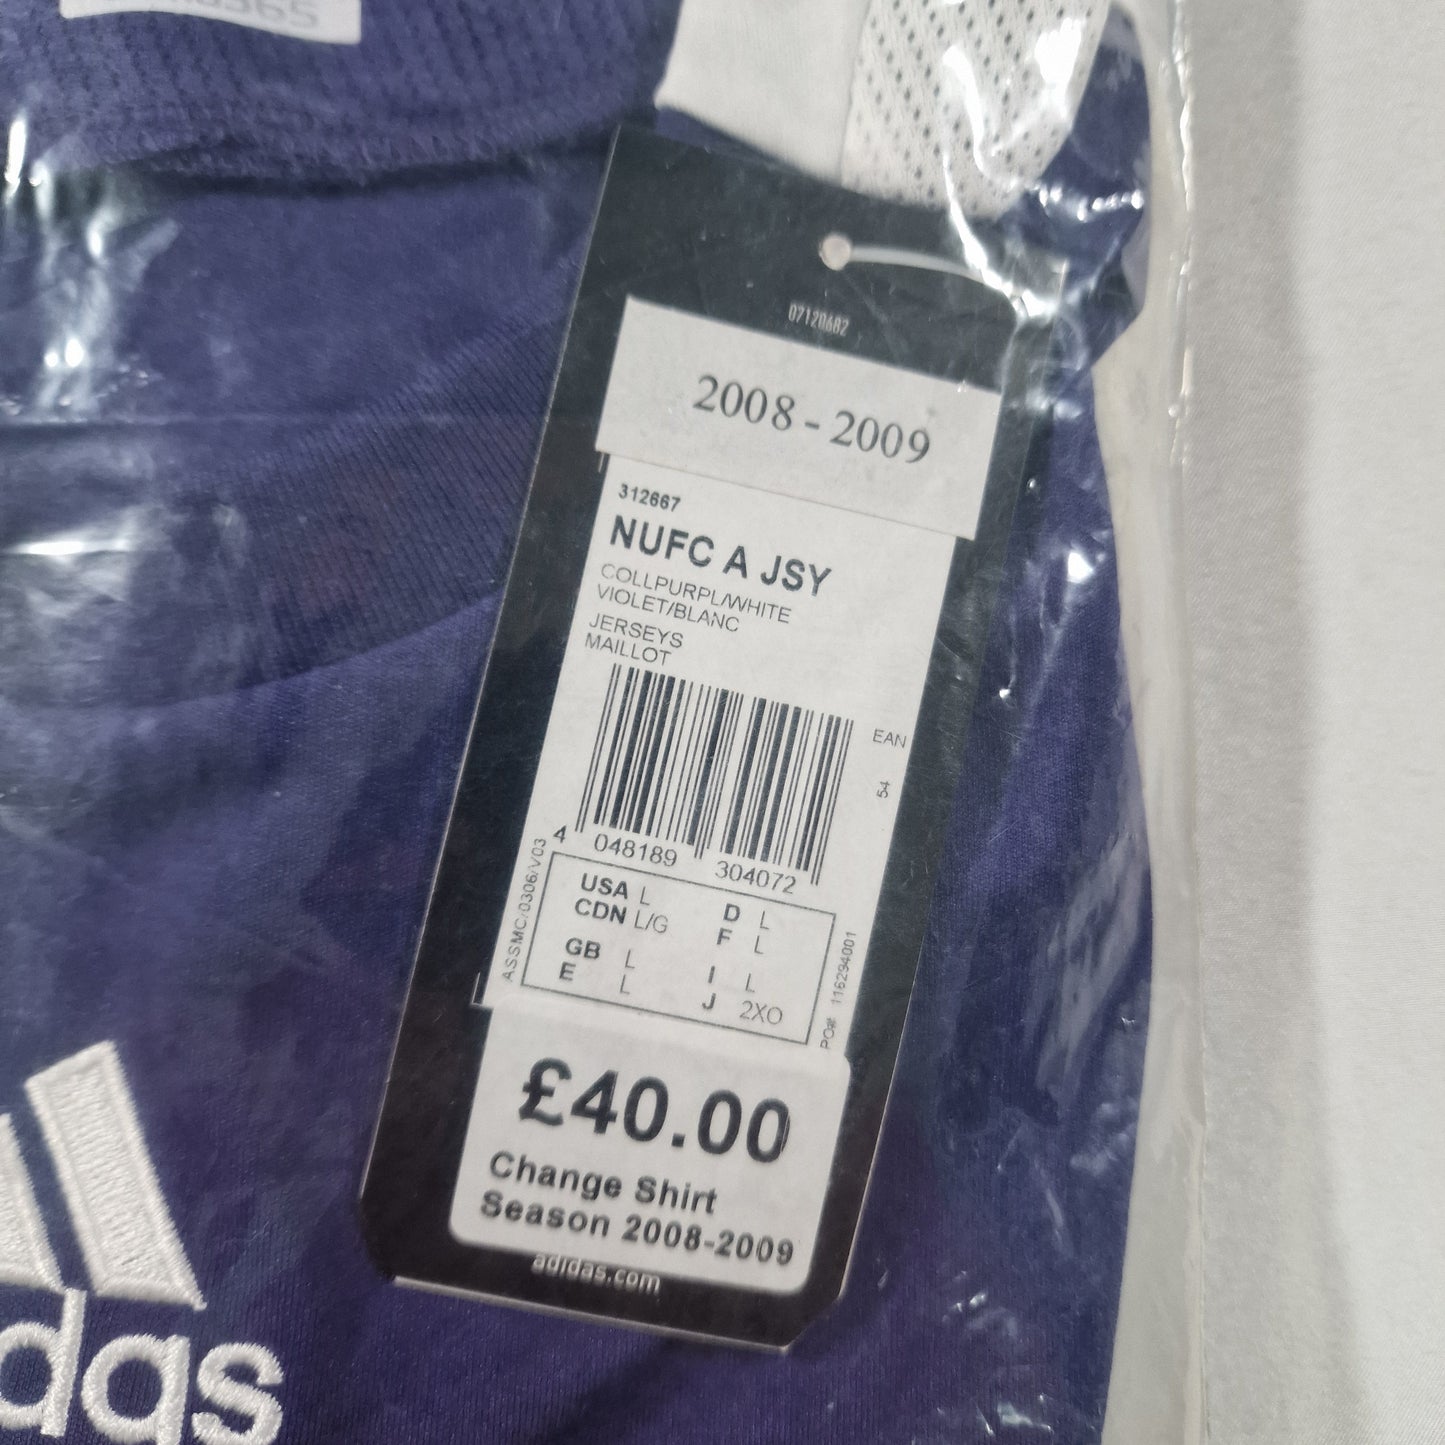 07120682
2008 - 2009
312667
NUFC A JSY
COLLPURPL/WHITE
VIOLET/BLANC
JERSEYS
MAILLOT
EAN
54
4 048189 304072
ASSMC/0306/V03
USA L D L
CDN L/G F L
GB L I L
E L J 2XO
PO# 116294001
£40.00
Change Shirt
Season 2008-2009
adidas.com